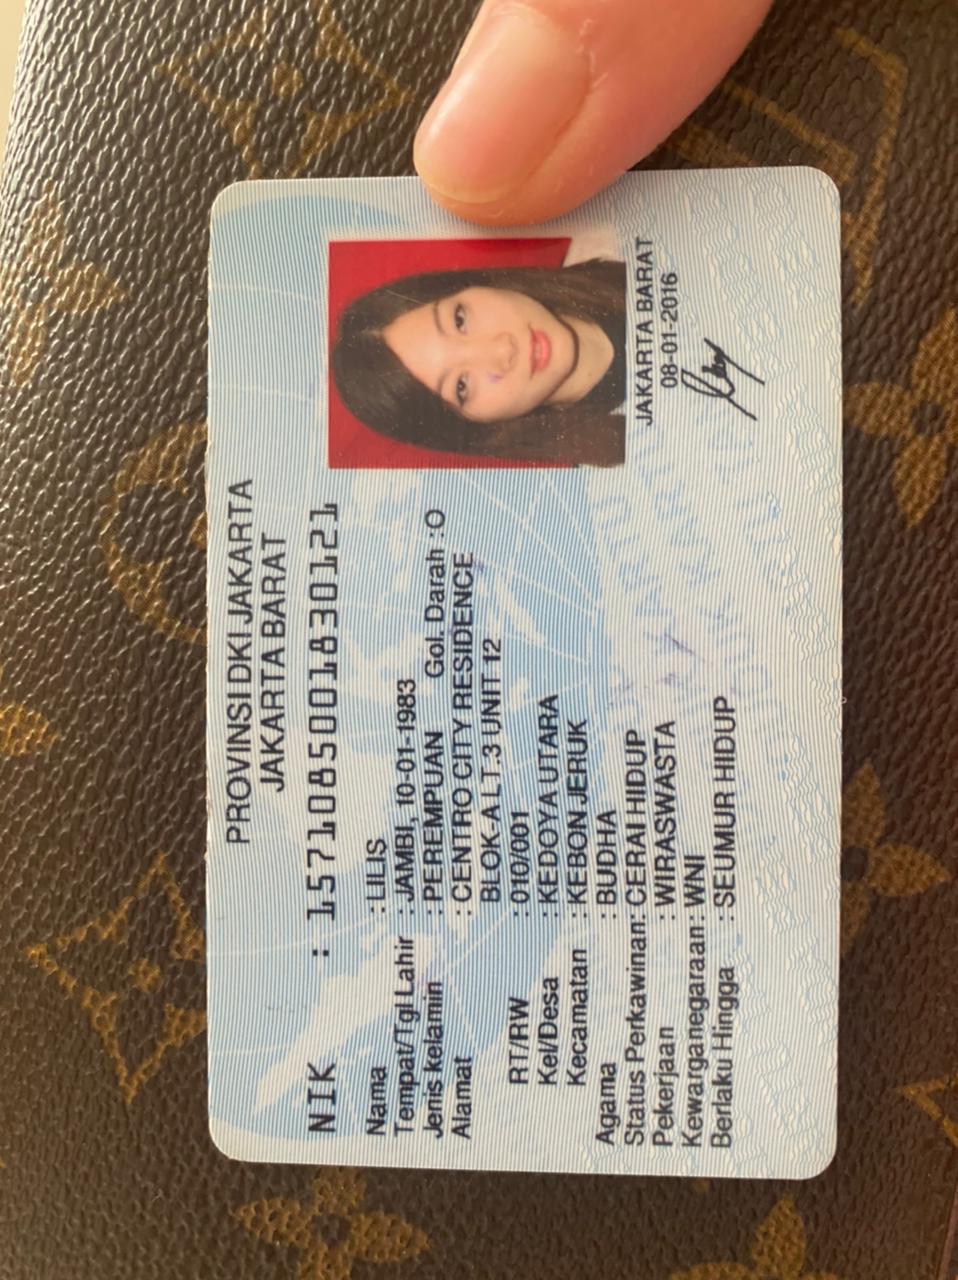 PROVINSI DKI JAKARTA
JAKARTA BARAT
NIK : 1571085001830121
Nama : LILIS
Tempat/Tgl Lahir : JAMBI, 10-01-1983
Jenis kelamin : PEREMPUAN Gol. Darah :O
Alamat : CENTRO CITY RESIDENCE
BLOK A LT.3 UNIT 12
RT/RW : 010/001
Kel/Desa : KEDOYA UTARA
Kecamatan : KEBON JERUK
Agama : BUDHA
Status Perkawinan: CERAI HIDUP
Pekerjaan : WIRASWASTA
Kewarganegaraan: WNI
Berlaku Hingga : SEUMUR HIDUP
JAKARTA BARAT
08-01-2016